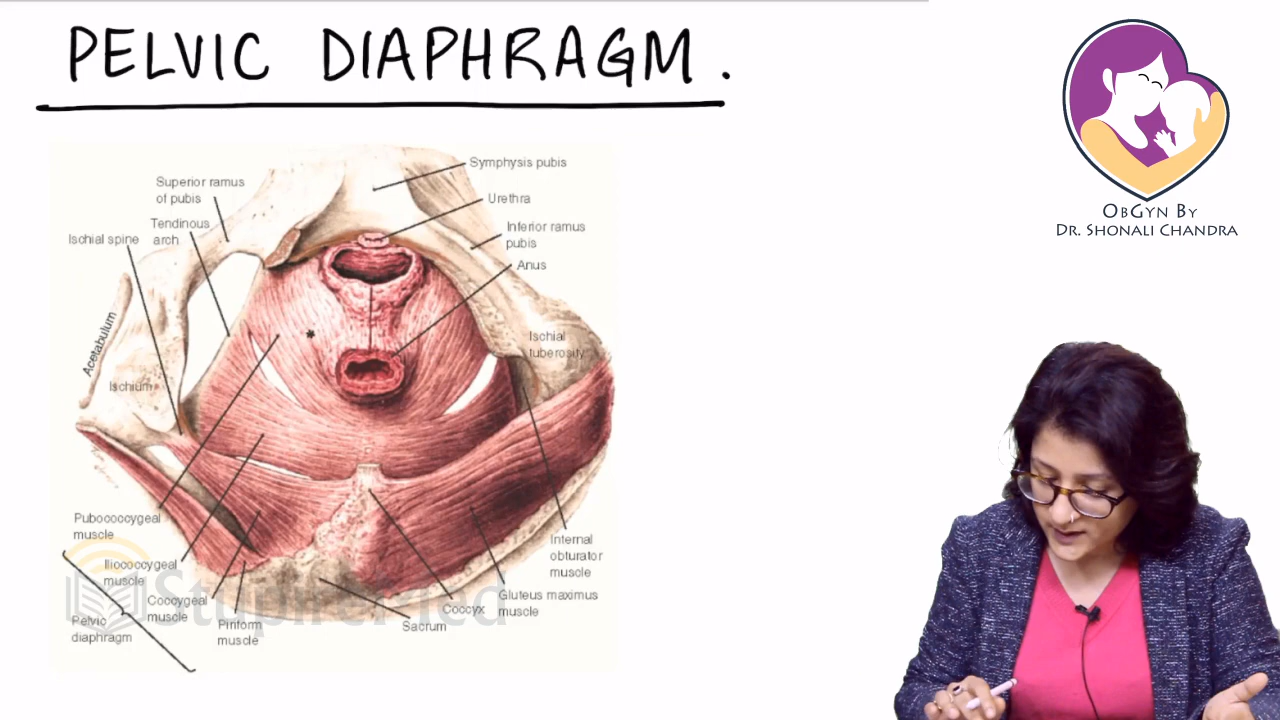 PELVIC DIAPHRAGM.
OBGYN BY
DR. SHONALI CHANDRA
Symphysis pubis
Superior ramus
of pubis
Urethra
Tendinous
arch
Ischial spine
Inferior ramus
pubis
Anus
Acetabulum
Ischial
tuberosity
Ischium
*
Pubococcygeal
muscle
Iliococcygeal
muscle
Coccygeal
muscle
Pelvic
diaphragm
Piriform
muscle
Sacrum
Coccyx
Gluteus maximus
muscle
Internal
obturator
muscle